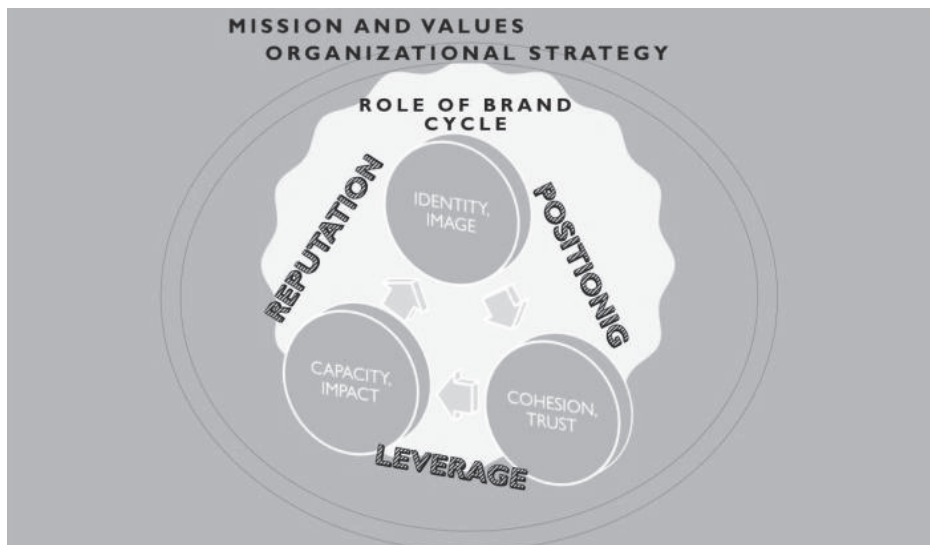 MISSION AND VALUES
ORGANIZATIONAL STRATEGY
ROLE OF BRAND
CYCLE
REPUTATION
IDENTITY,
IMAGE
POSITIONIG
CAPACITY,
IMPACT
COHESION,
TRUST
LEVERAGE